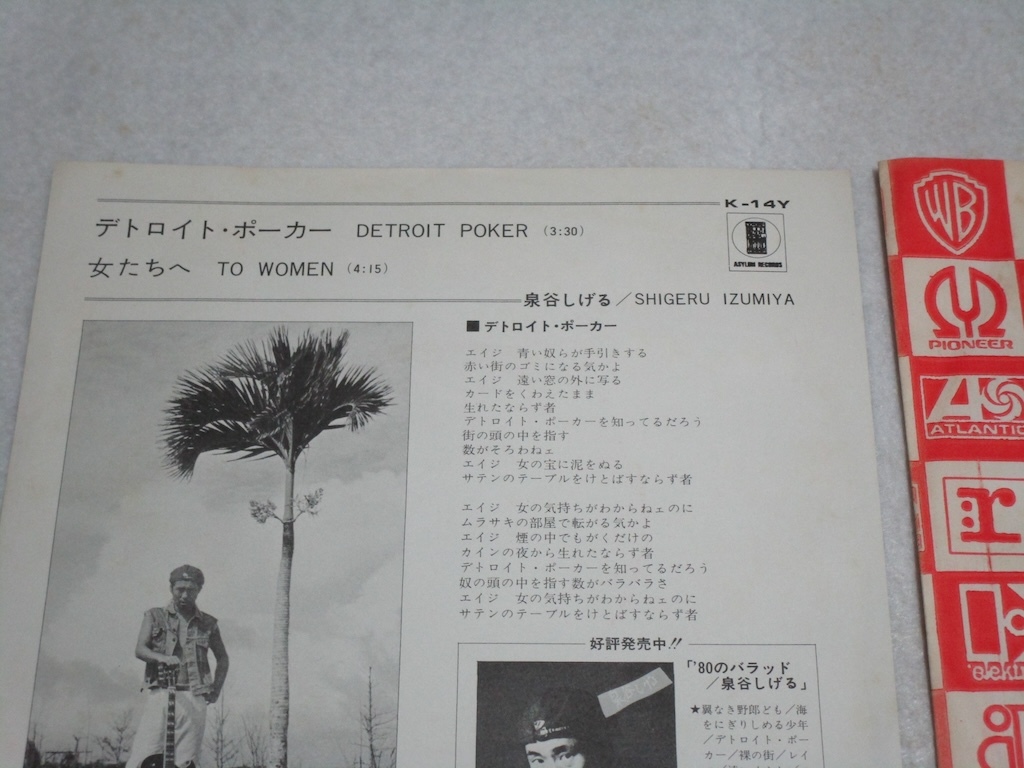 K-14Y
デトロイト・ポーカー DETROIT POKER (3:30)
女たちへ TO WOMEN (4:15)
ASYLUM RECORDS
泉谷しげる／SHIGERU IZUMIYA
■デトロイト・ポーカー
エイジ 青い奴らが手引きする
赤い街のゴミになる気かよ
エイジ 遠い窓の外に写る
カードをくわえたまま
生れたならず者
デトロイト・ポーカーを知ってるだろう
街の頭の中を指す
数がそろわねェ
エイジ 女の宝に泥をぬる
サテンのテーブルをけとばすならず者
エイジ 女の気持ちがわからねェのに
ムラサキの部屋で転がる気かよ
エイジ 煙の中でもがくだけの
カインの夜から生れたならず者
デトロイト・ポーカーを知ってるだろう
奴の頭の中を指す数がバラバラさ
エイジ 女の気持ちがわからねェのに
サテンのテーブルをけとばすならず者
好評発売中!!
「'80のバラッド
／泉谷しげる」
★翼なき野郎ども／海
をにぎりしめる少年
／デトロイト・ポー
カー／裸の街／レイ
WB
PIONEER
ATLANTIC
r
elektr